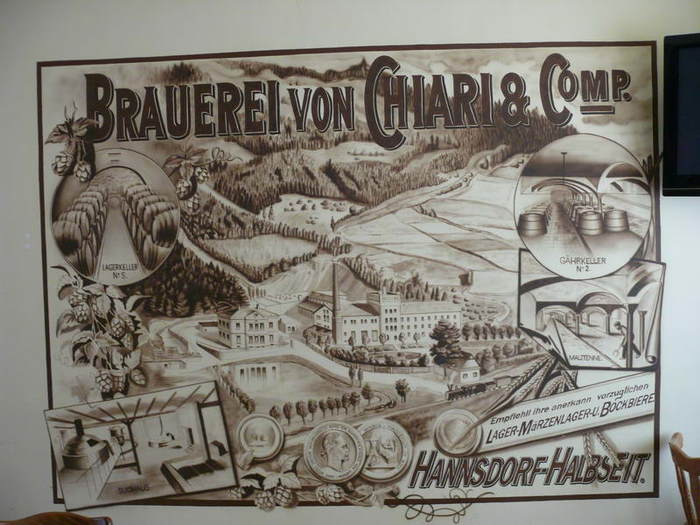 BRAUEREI VON CHIARI & COMP.
LAGERKELLER
No 5.
GÄHRKELLER
No 2.
MALZTENNE.
SUDHAUS
Empfiehlt ihre anerkann vorzüglichen
LAGER-MÄRZENLAGER-U. BOCKBIERE
HANNSDORF-HALBSEIT.